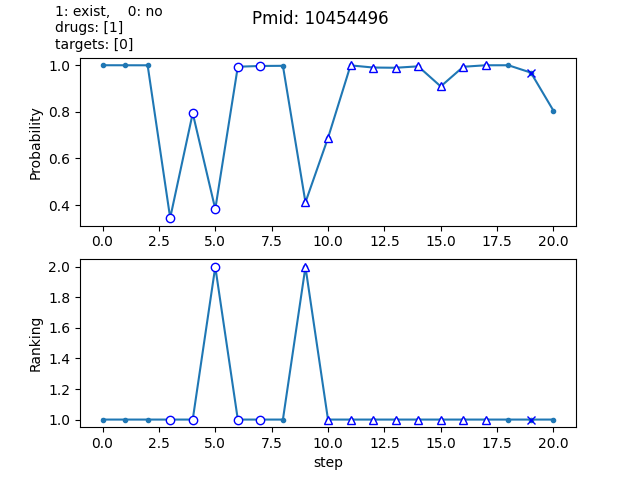 1: exist,    0: no
drugs: [1]
targets: [0]
Pmid: 10454496
1.0
0.8
0.6
0.4
Probability
0.0 2.5 5.0 7.5 10.0 12.5 15.0 17.5 20.0
2.0
1.8
1.6
1.4
1.2
1.0
Ranking
0.0 2.5 5.0 7.5 10.0 12.5 15.0 17.5 20.0
step